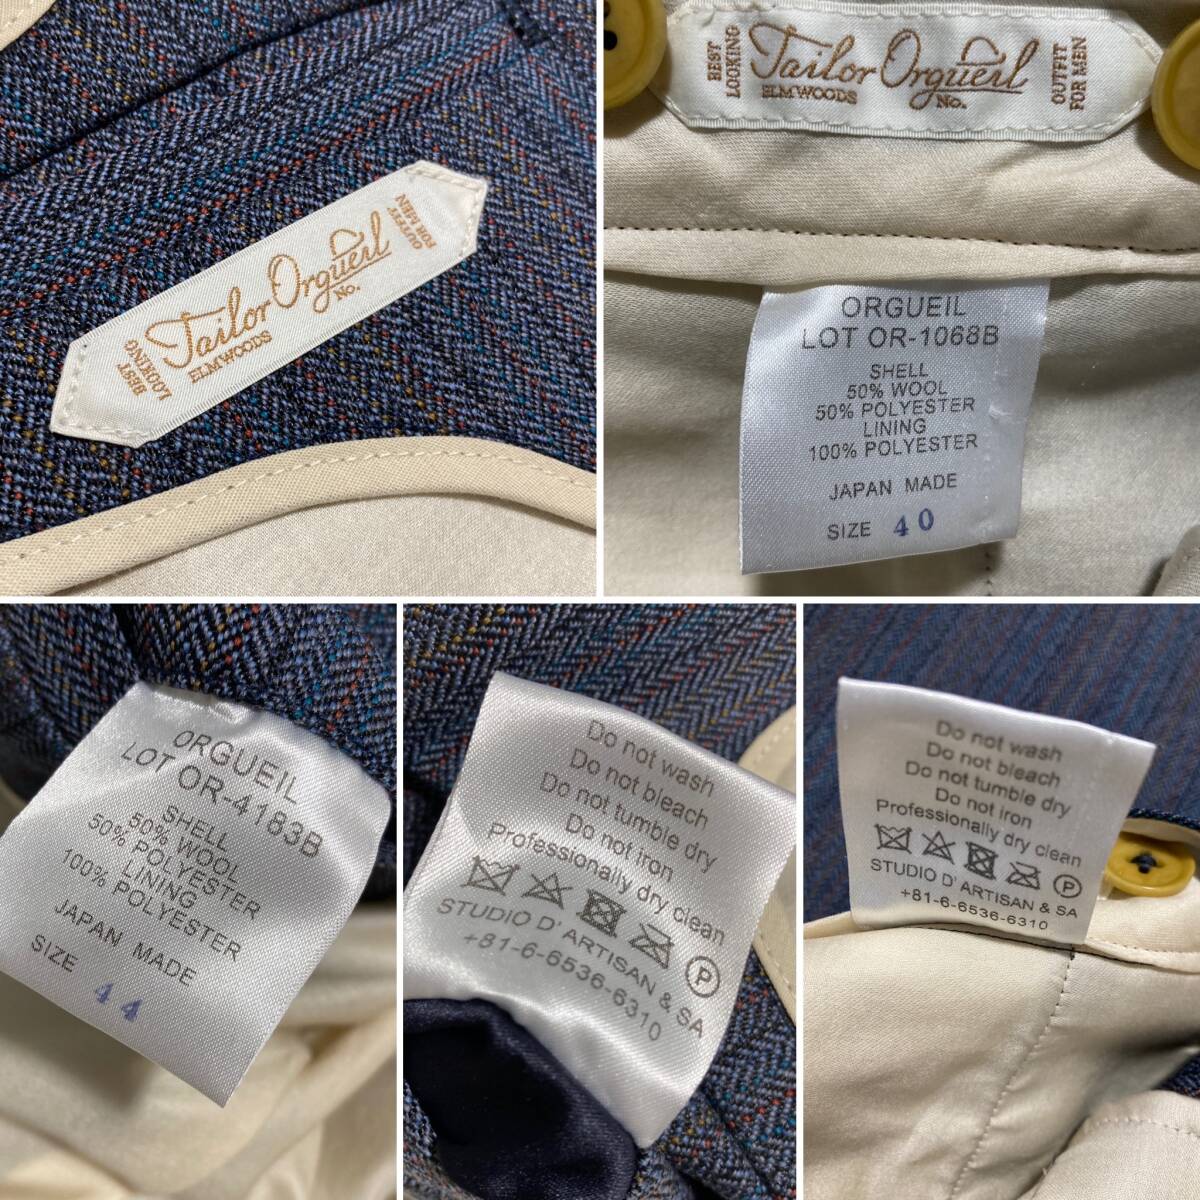 BEST
LOOKING
Tailor Orgueil
ELMWOODS
No.
OUTFIT
FOR MEN
BEST
LOOKING
Tailor Orgueil
ELMWOODS
No.
OUTFIT
FOR MEN
ORGUEIL
LOT OR-1068B
SHELL
50% WOOL
50% POLYESTER
LINING
100% POLYESTER
JAPAN MADE
SIZE 40
ORGUEIL
LOT OR-4183B
SHELL
50% WOOL
50% POLYESTER
LINING
100% POLYESTER
JAPAN MADE
SIZE 44
Do not wash
Do not bleach
Do not tumble dry
Do not iron
Professionally dry clean
P
STUDIO D' ARTISAN & SA
+81-6-6536-6310
Do not wash
Do not bleach
Do not tumble dry
Do not iron
Professionally dry clean
P
STUDIO D' ARTISAN & SA
+81-6-6536-6310